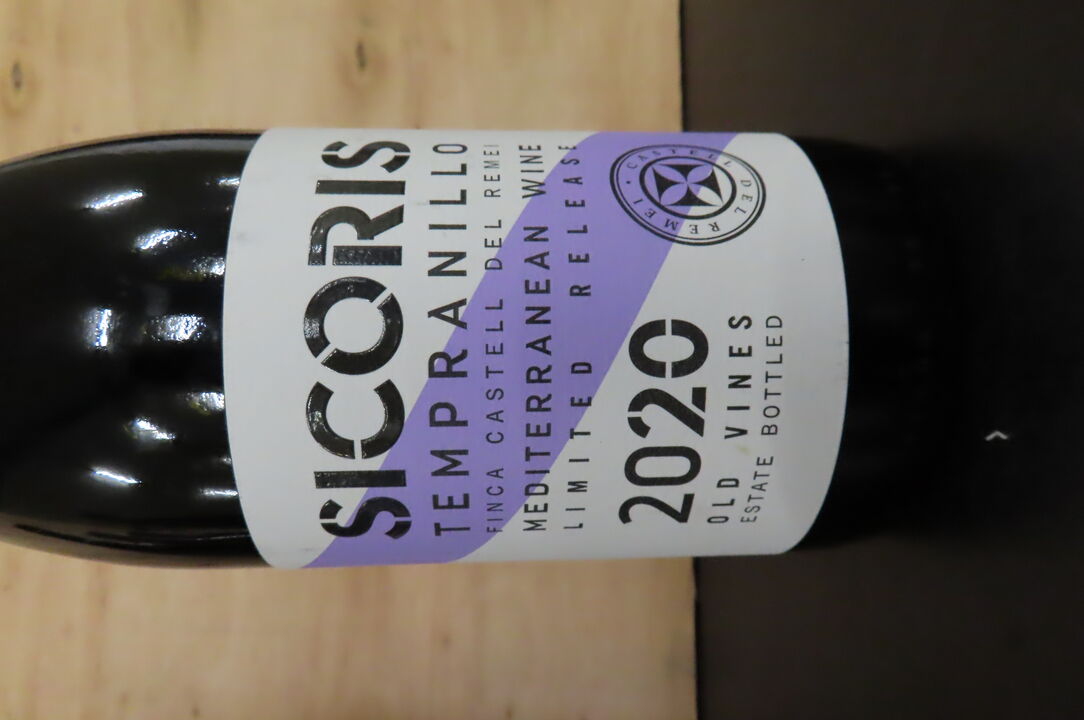 SICORIS
TEMPRANILLO
FINCA CASTELL DEL REMEI
MEDITERRANEAN WINE
LIMITED RELEASE
2020
OLD VINES
ESTATE BOTTLED
CASTELL DEL REMEI